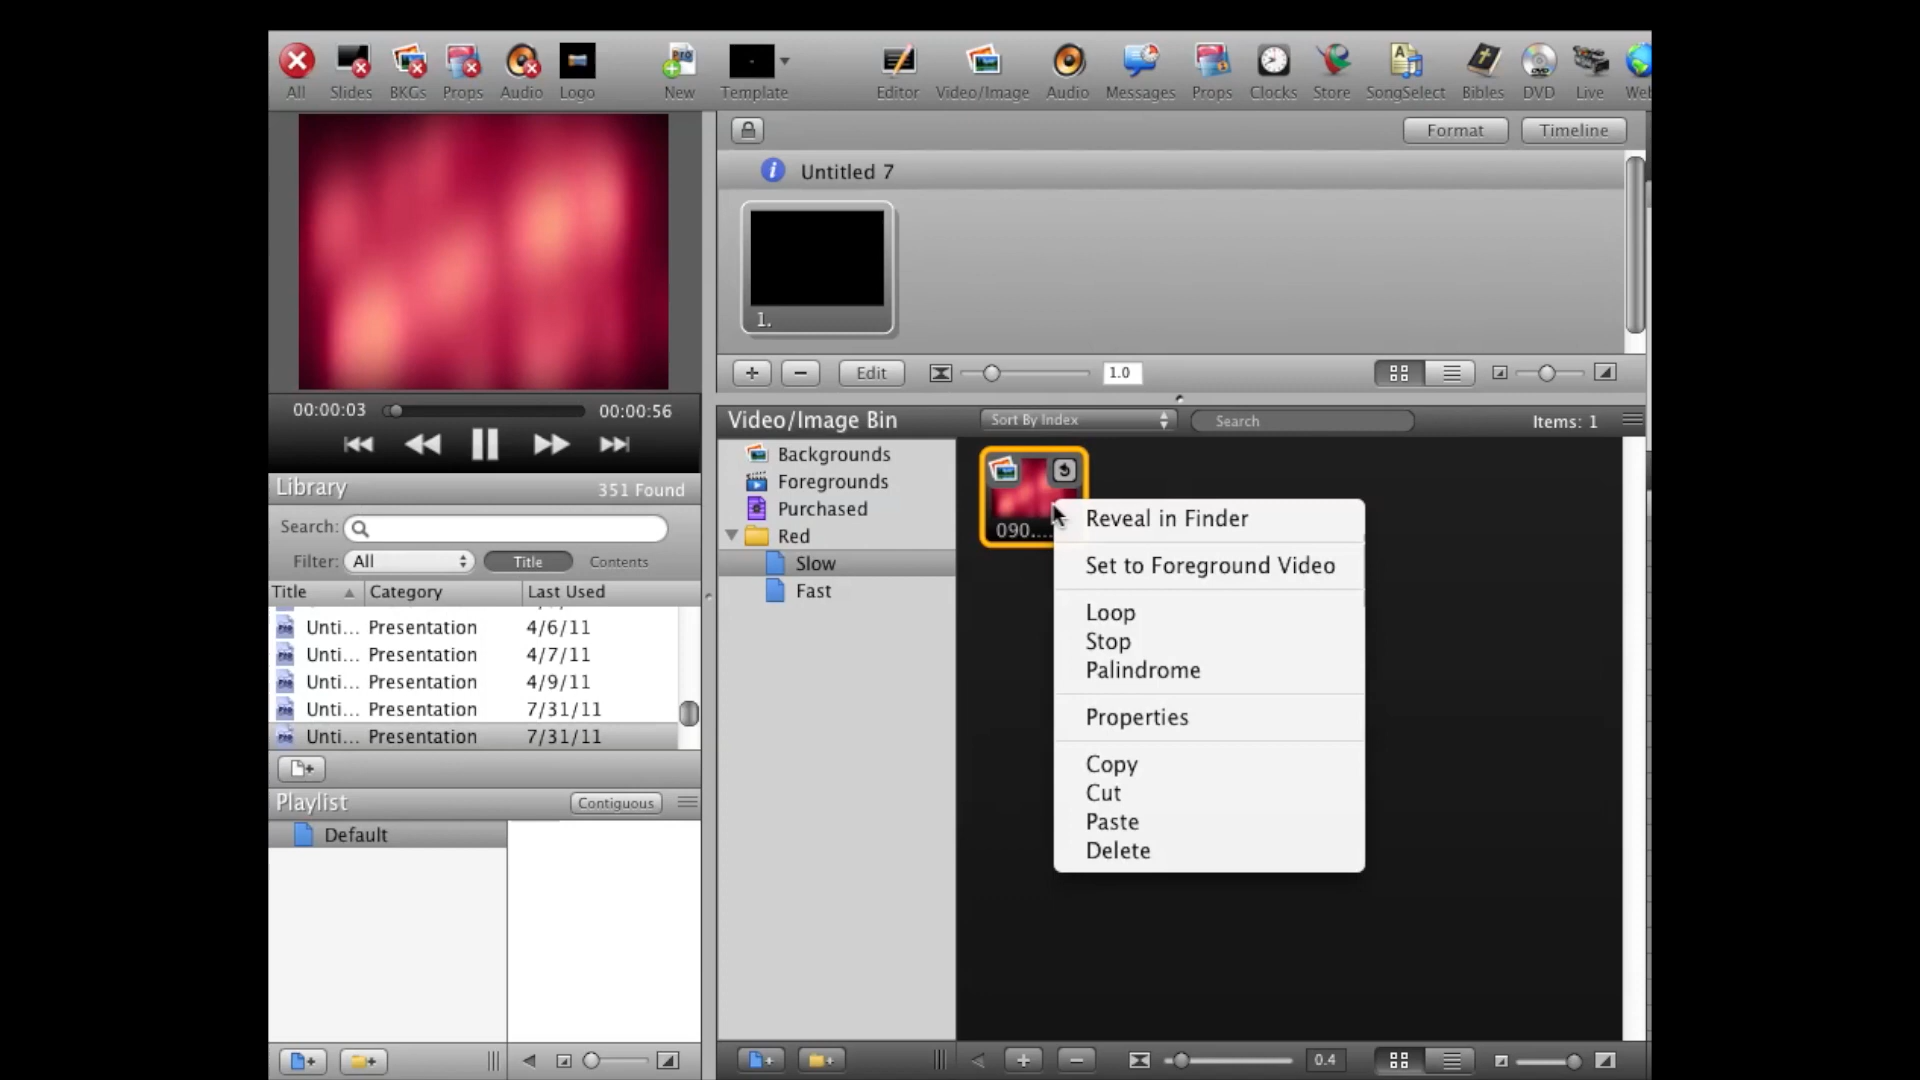 All Slides BKGs Props Audio Logo New Template Editor Video/Image Audio Messages Props Clocks Store SongSelect Bibles DVD Live Web
Format Timeline
Untitled 7
1.
Edit 1.0
00:00:03 00:00:56
Library 351 Found
Search:
Filter: All Title Contents
Title Category Last Used
Unti... Presentation 4/6/11
Unti... Presentation 4/7/11
Unti... Presentation 4/9/11
Unti... Presentation 7/31/11
Unti... Presentation 7/31/11
Playlist Contiguous
Default
Video/Image Bin Sort By Index Search Items: 1
Backgrounds
Foregrounds
Purchased
Red
Slow
Fast
090....
Reveal in Finder
Set to Foreground Video
Loop
Stop
Palindrome
Properties
Copy
Cut
Paste
Delete
0.4